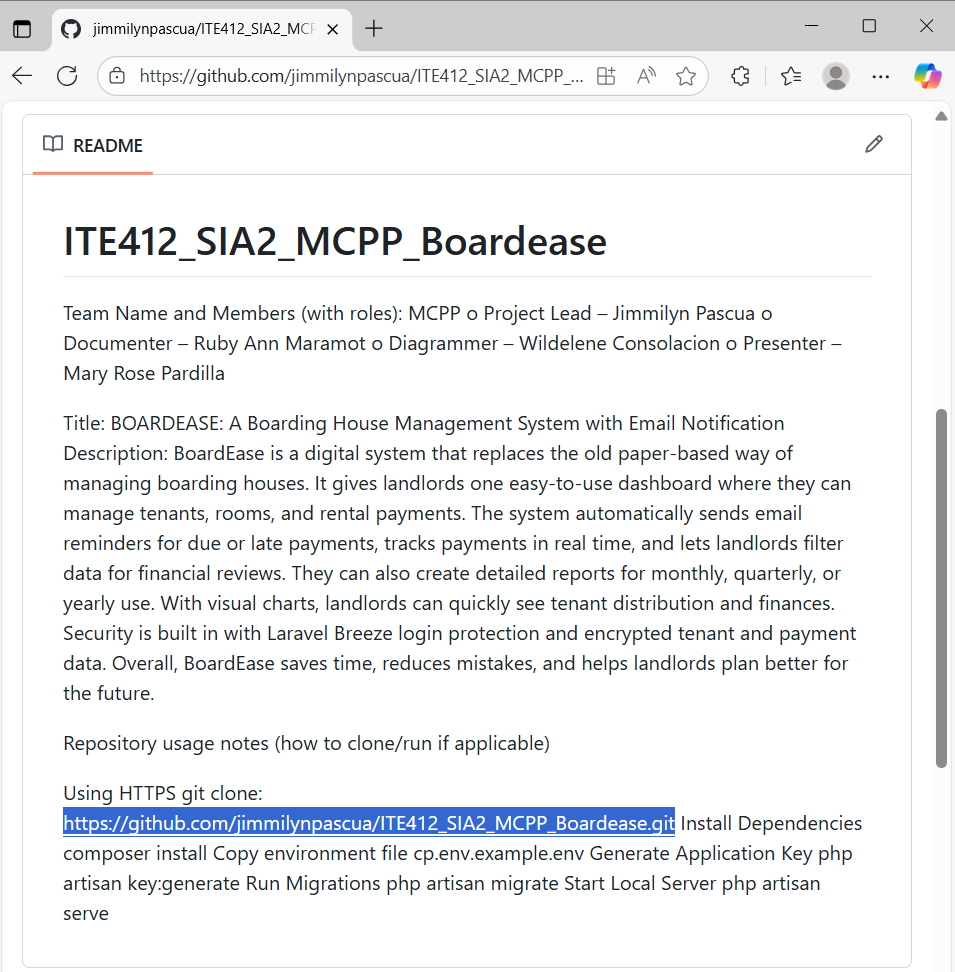 jimmilynpascua/ITE412_SIA2_MCP
https://github.com/jimmilynpascua/ITE412_SIA2_MCPP_...
README
ITE412_SIA2_MCPP_Boardease
Team Name and Members (with roles): MCPP o Project Lead – Jimmilyn Pascua o
Documenter – Ruby Ann Maramot o Diagrammer – Wildelene Consolacion o Presenter –
Mary Rose Pardilla
Title: BOARDEASE: A Boarding House Management System with Email Notification
Description: BoardEase is a digital system that replaces the old paper-based way of
managing boarding houses. It gives landlords one easy-to-use dashboard where they can
manage tenants, rooms, and rental payments. The system automatically sends email
reminders for due or late payments, tracks payments in real time, and lets landlords filter
data for financial reviews. They can also create detailed reports for monthly, quarterly, or
yearly use. With visual charts, landlords can quickly see tenant distribution and finances.
Security is built in with Laravel Breeze login protection and encrypted tenant and payment
data. Overall, BoardEase saves time, reduces mistakes, and helps landlords plan better for
the future.
Repository usage notes (how to clone/run if applicable)
Using HTTPS git clone:
https://github.com/jimmilynpascua/ITE412_SIA2_MCPP_Boardease.git Install Dependencies
composer install Copy environment file cp.env.example.env Generate Application Key php
artisan key:generate Run Migrations php artisan migrate Start Local Server php artisan
serve